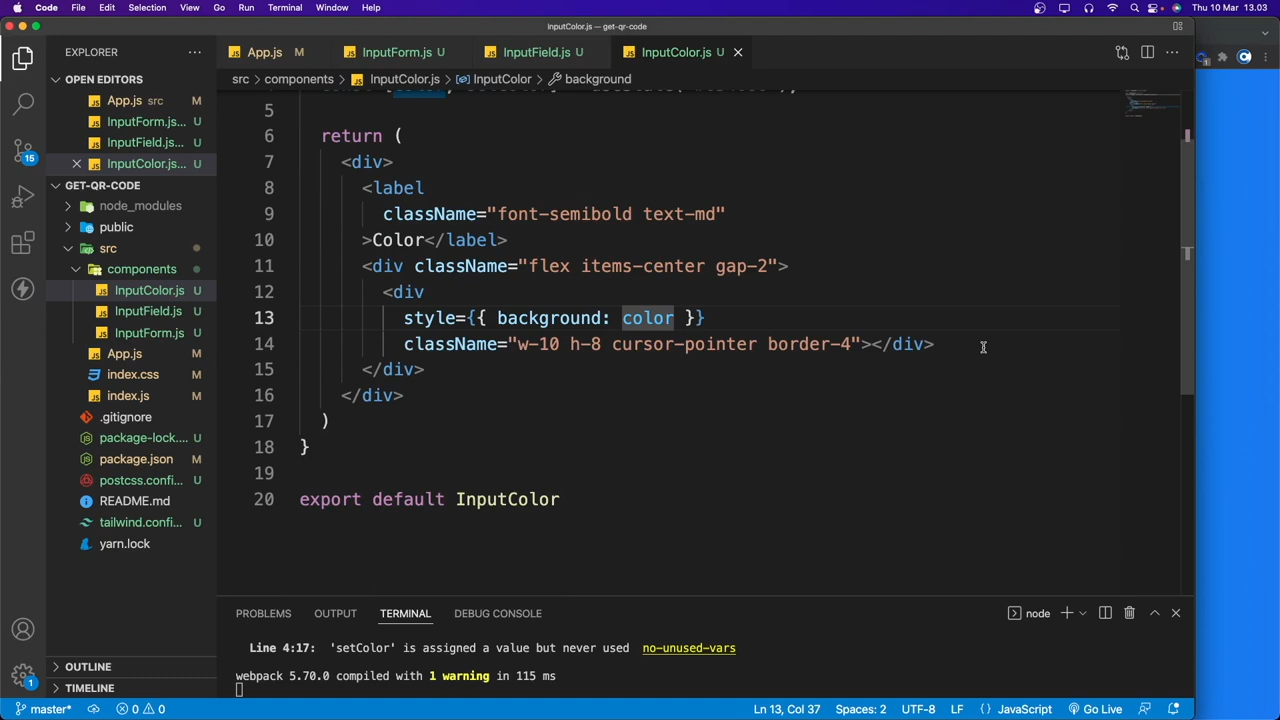 Code File Edit Selection View Go Run Terminal Window Help Thu 10 Mar 13.03
InputColor.js — get-qr-code
EXPLORER ...
App.js M InputForm.js U InputField.js U InputColor.js U
OPEN EDITORS
src > components > InputColor.js > InputColor > background
App.js src M
InputForm.js... U
InputField.js... U
InputColor.js... U
GET-QR-CODE
node_modules
public
src
components
InputColor.js U
InputField.js U
InputForm.js U
App.js M
index.css M
index.js M
.gitignore
package-lock.... U
package.json M
postcss.confi... U
README.md
tailwind.confi... U
yarn.lock
OUTLINE
TIMELINE
15
1
5
6 return (
7 <div>
8 <label
9 className="font-semibold text-md"
10 >Color</label>
11 <div className="flex items-center gap-2">
12 <div
13 style={{ background: color }}
14 className="w-10 h-8 cursor-pointer border-4"></div>
15 </div>
16 </div>
17 )
18 }
19
20 export default InputColor
PROBLEMS OUTPUT TERMINAL DEBUG CONSOLE node
Line 4:17: 'setColor' is assigned a value but never used no-unused-vars
webpack 5.70.0 compiled with 1 warning in 115 ms
master* 0 0 Ln 13, Col 37 Spaces: 2 UTF-8 LF {} JavaScript Go Live